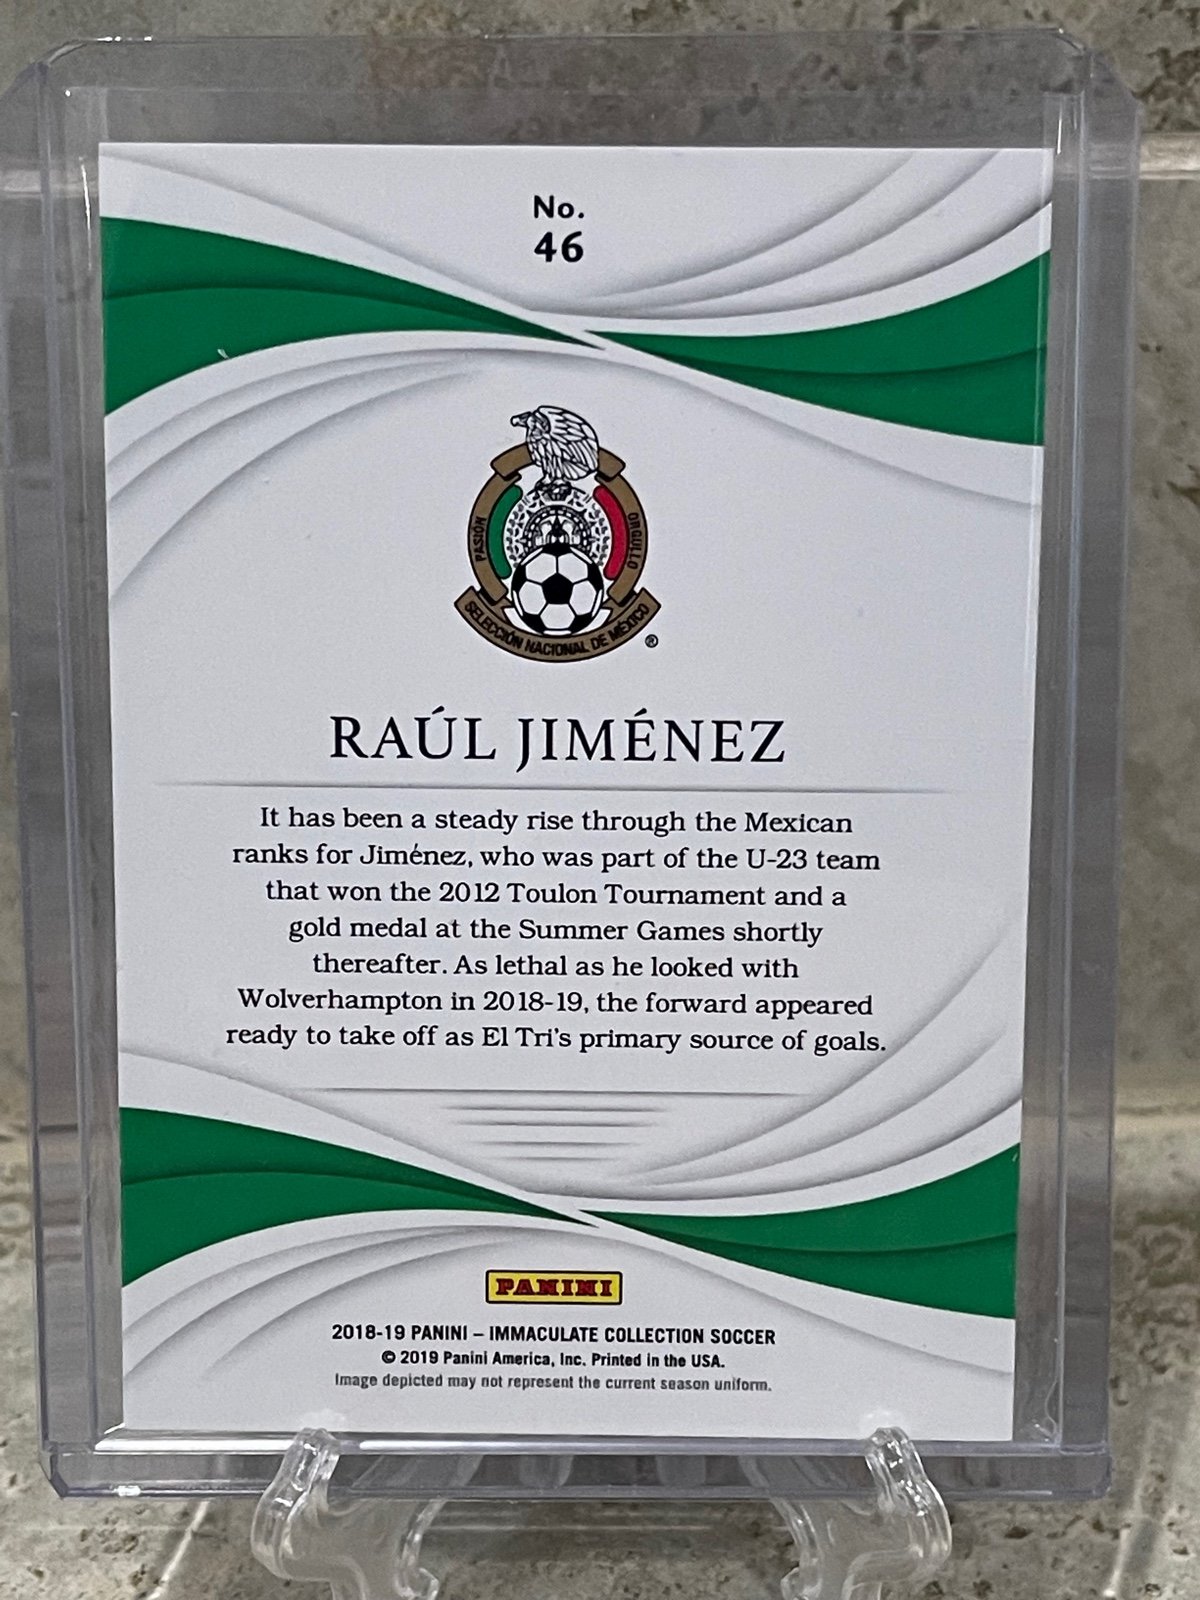 No.
46
PASIÓN
ORGULLO
SELECCIÓN NACIONAL DE MÉXICO
®
RAÚL JIMÉNEZ
It has been a steady rise through the Mexican
ranks for Jiménez, who was part of the U-23 team
that won the 2012 Toulon Tournament and a
gold medal at the Summer Games shortly
thereafter. As lethal as he looked with
Wolverhampton in 2018-19, the forward appeared
ready to take off as El Tri's primary source of goals.
PANINI
2018-19 PANINI – IMMACULATE COLLECTION SOCCER
© 2019 Panini America, Inc. Printed in the USA.
Image depicted may not represent the current season uniform.